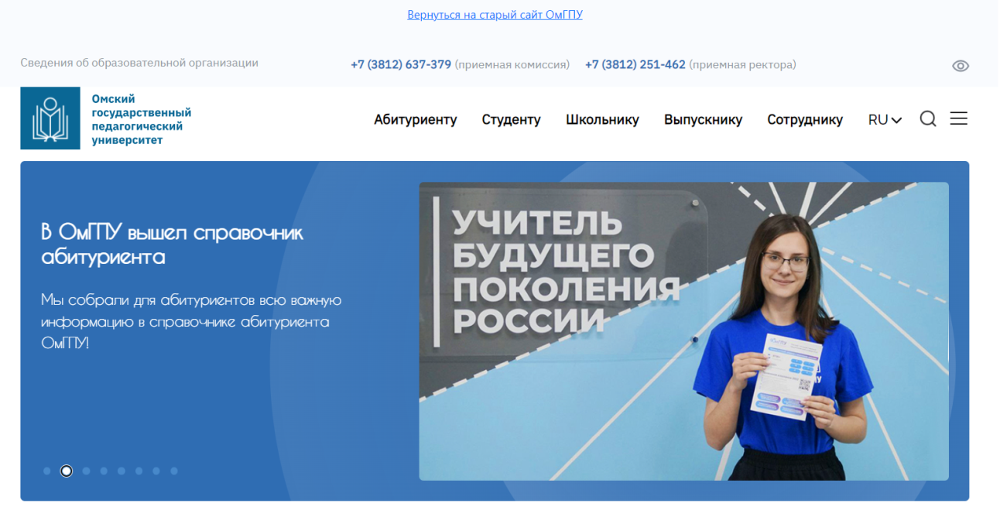 Вернуться на старый сайт ОмГПУ
Сведения об образовательной организации
+7 (3812) 637-379 (приемная комиссия) +7 (3812) 251-462 (приемная ректора)
Омский
государственный
педагогический
университет
Абитуриенту Студенту Школьнику Выпускнику Сотруднику RU
В ОмГПУ вышел справочник
абитуриента
Мы собрали для абитуриентов всю важную
информацию в справочнике абитуриента
ОмГПУ!
УЧИТЕЛЬ
БУДУЩЕГО
ПОКОЛЕНИЯ
РОССИИ